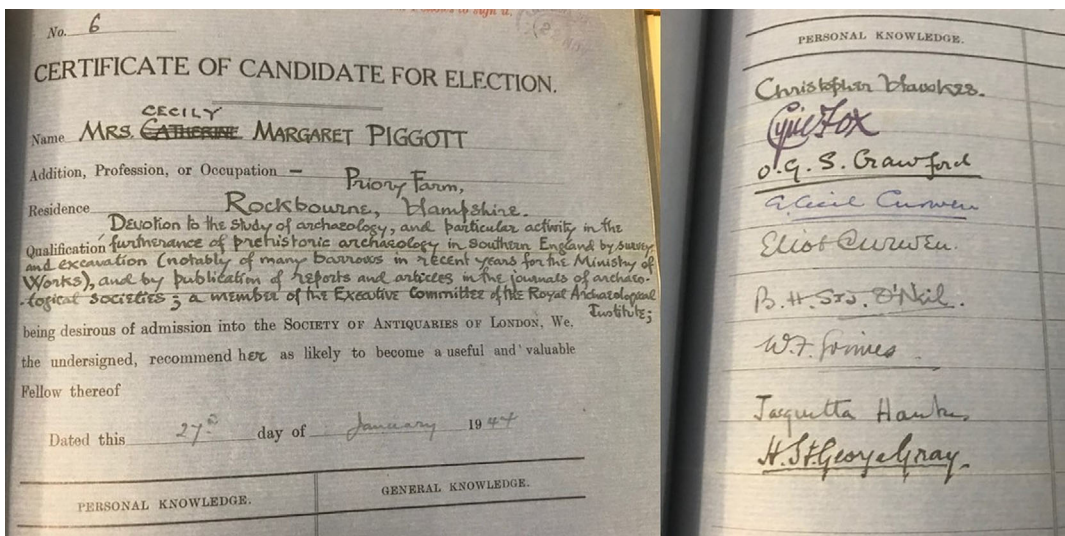 to sign it.
No. 6
CERTIFICATE OF CANDIDATE FOR ELECTION.
CECILY
Name MRS. CATHERINE MARGARET PIGGOTT
Addition, Profession, or Occupation — Priory Farm,
Residence Rockbourne, Hampshire.
Devotion to the study of archaeology, and particular activity in the
Qualification furtherance of prehistoric archaeology in Southern England by survey
and excavation (notably of many barrows in recent years for the Ministry of
Works), and by publication of reports and articles in the journals of archaeo-
-logical societies; a member of the Executive Committee of the Royal Archaeological
Institute;
being desirous of admission into the SOCIETY OF ANTIQUARIES OF LONDON, We,
the undersigned, recommend her as likely to become a useful and valuable
Fellow thereof
Dated this 27th day of January 1944
PERSONAL KNOWLEDGE. GENERAL KNOWLEDGE.
PERSONAL KNOWLEDGE.
Christopher Hawkes.
Cyril Fox
O.G.S. Crawford
E. Cecil Curwen
Eliot Curwen.
B.H. St J. O'Neil.
W.F. Grimes
Jacquetta Hawkes
H. St. George Gray.